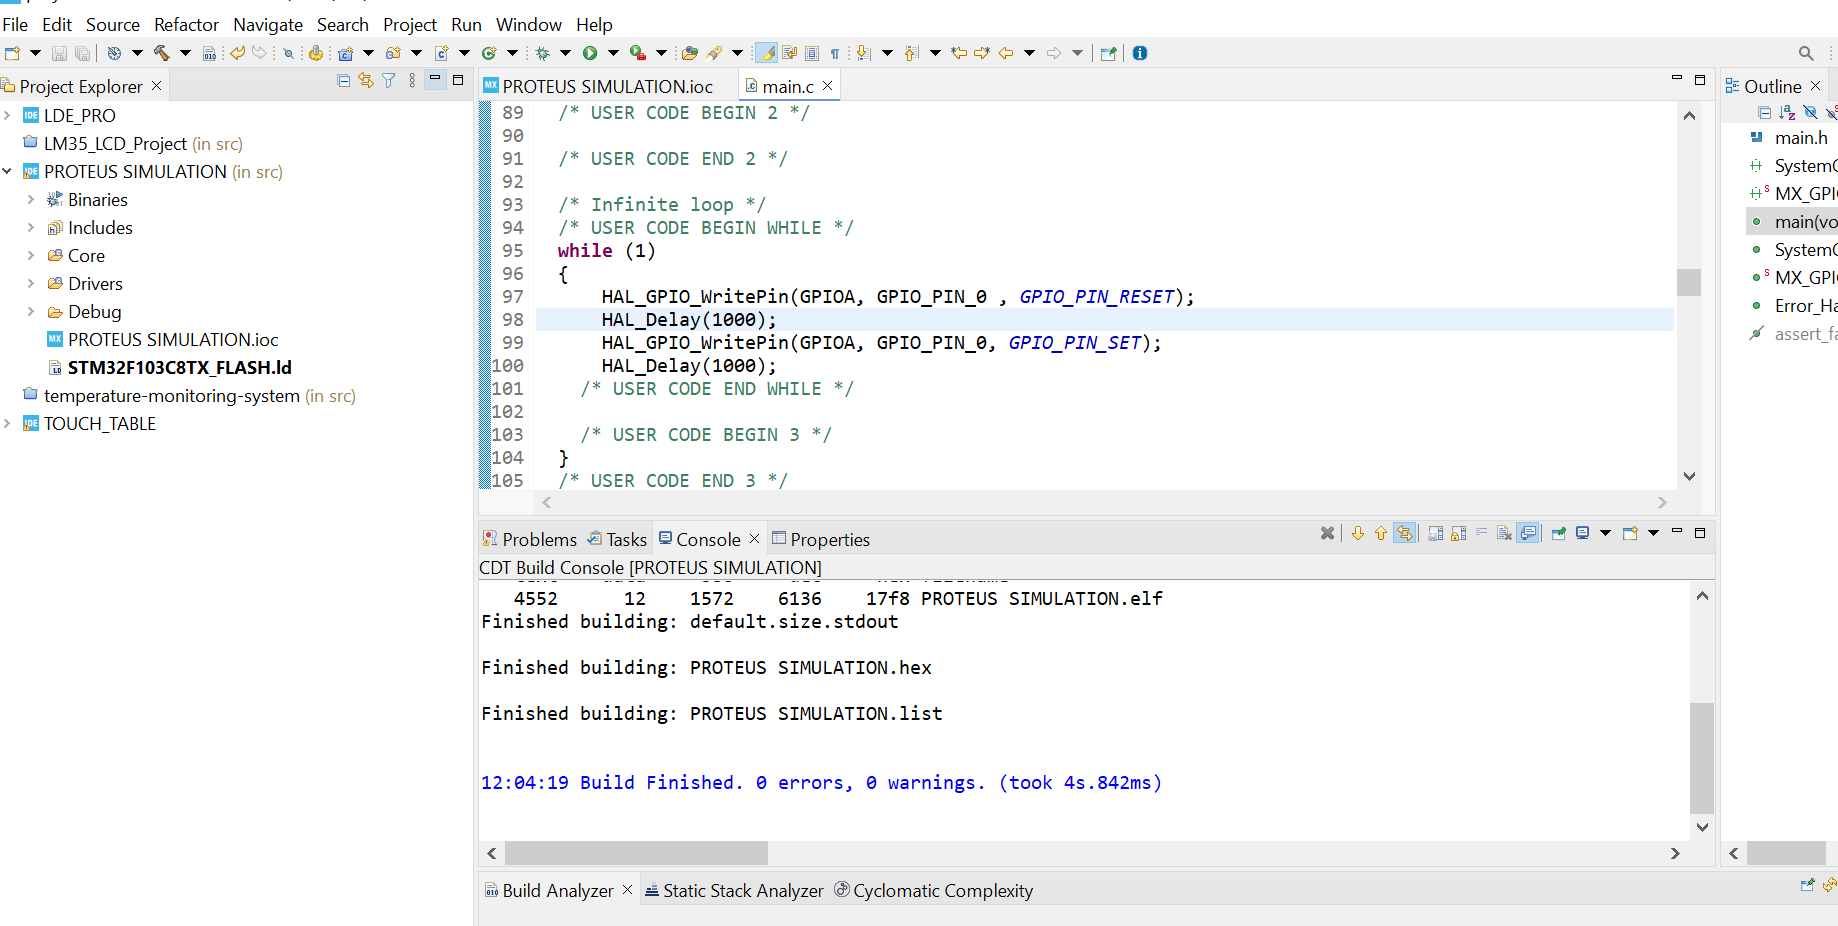 File Edit Source Refactor Navigate Search Project Run Window Help
Project Explorer
LDE_PRO
LM35_LCD_Project (in src)
PROTEUS SIMULATION (in src)
Binaries
Includes
Core
Drivers
Debug
PROTEUS SIMULATION.ioc
STM32F103C8TX_FLASH.ld
temperature-monitoring-system (in src)
TOUCH_TABLE
PROTEUS SIMULATION.ioc main.c
89 /* USER CODE BEGIN 2 */
90
91 /* USER CODE END 2 */
92
93 /* Infinite loop */
94 /* USER CODE BEGIN WHILE */
95 while (1)
96 {
97 HAL_GPIO_WritePin(GPIOA, GPIO_PIN_0 , GPIO_PIN_RESET);
98 HAL_Delay(1000);
99 HAL_GPIO_WritePin(GPIOA, GPIO_PIN_0, GPIO_PIN_SET);
100 HAL_Delay(1000);
101 /* USER CODE END WHILE */
102
103 /* USER CODE BEGIN 3 */
104 }
105 /* USER CODE END 3 */
Problems Tasks Console Properties
CDT Build Console [PROTEUS SIMULATION]
4552 12 1572 6136 17f8 PROTEUS SIMULATION.elf
Finished building: default.size.stdout
Finished building: PROTEUS SIMULATION.hex
Finished building: PROTEUS SIMULATION.list
12:04:19 Build Finished. 0 errors, 0 warnings. (took 4s.842ms)
Build Analyzer Static Stack Analyzer Cyclomatic Complexity
Outline
main.h
SystemC
MX_GPI
main(vo
SystemC
MX_GPI
Error_Ha
assert_fa